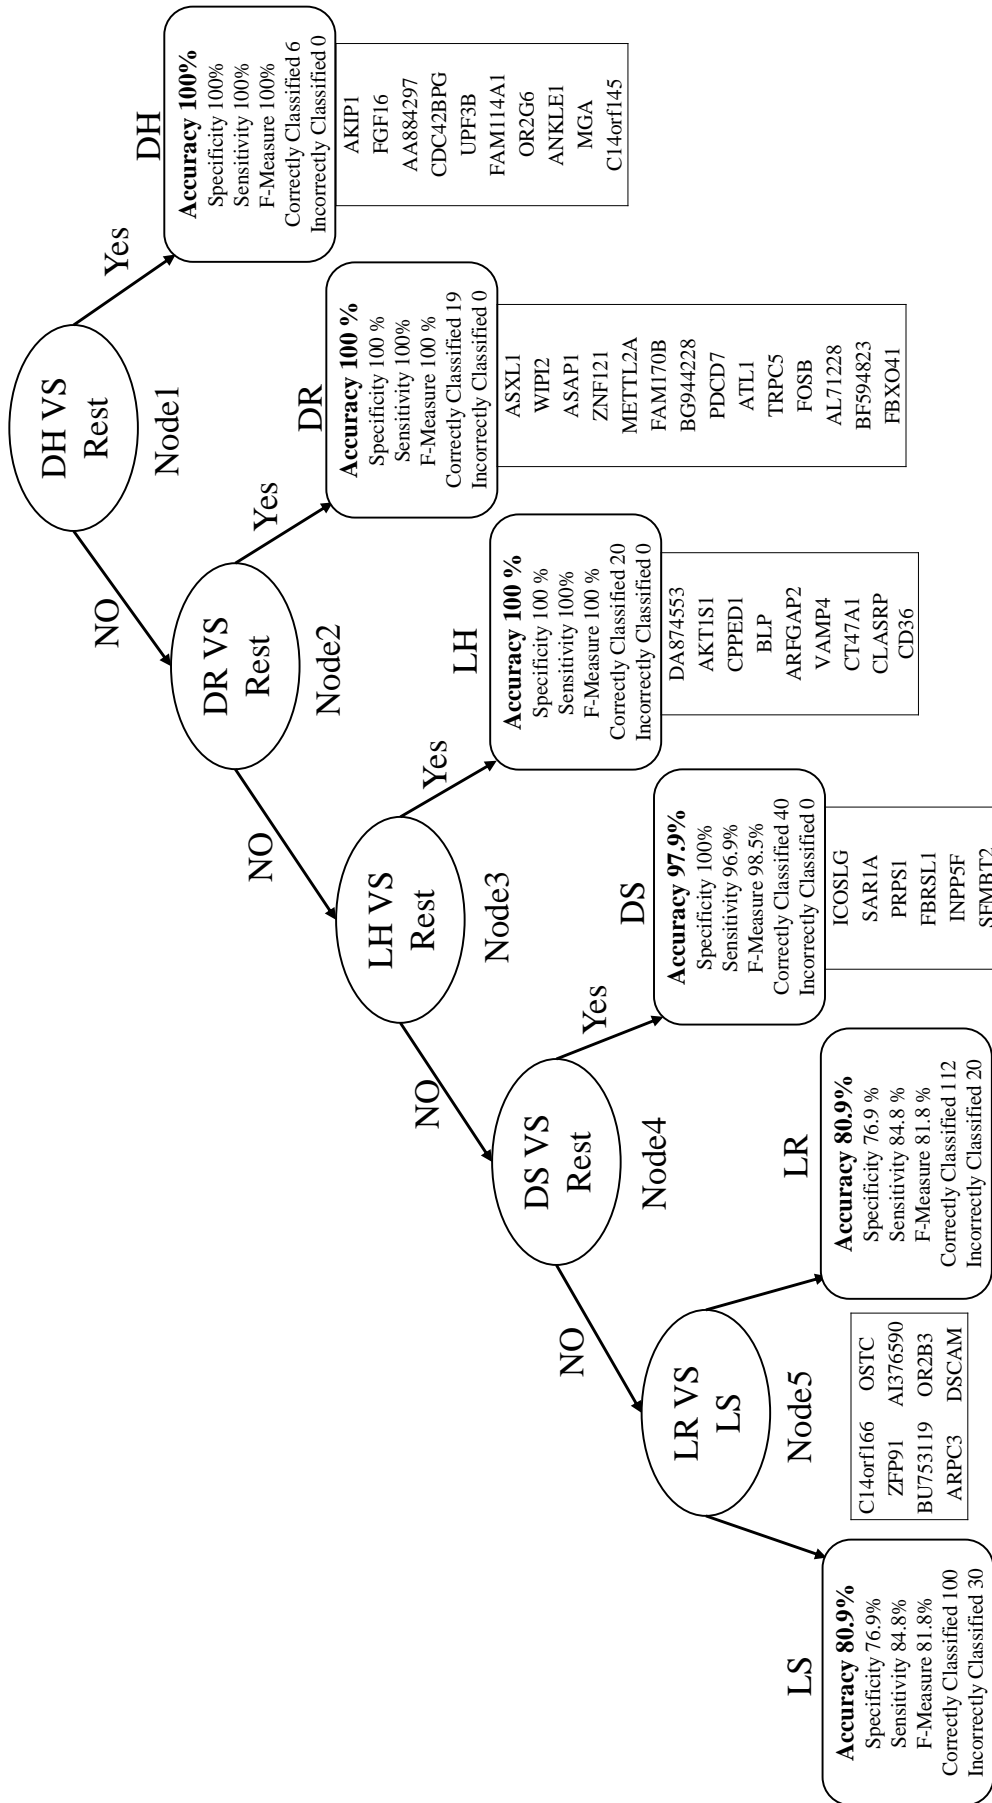 DH VS
Rest
Node1
NO
Yes
DH
Accuracy 100%
Specificity 100%
Sensitivity 100%
F-Measure 100%
Correctly Classified 6
Incorrectly Classified 0
AKIP1
FGF16
AA884297
CDC42BPG
UPF3B
FAM114A1
OR2G6
ANKLE1
MGA
C14orf145
DR VS
Rest
Node2
NO
Yes
DR
Accuracy 100 %
Specificity 100 %
Sensitivity 100%
F-Measure 100 %
Correctly Classified 19
Incorrectly Classified 0
ASXL1
WIPI2
ASAP1
ZNF121
METTL2A
FAM170B
BG944228
PDCD7
ATL1
TRPC5
FOSB
AL71228
BF594823
FBXO41
LH VS
Rest
Node3
NO
Yes
LH
Accuracy 100 %
Specificity 100 %
Sensitivity 100%
F-Measure 100 %
Correctly Classified 20
Incorrectly Classified 0
DA874553
AKT1S1
CPPED1
BLP
ARFGAP2
VAMP4
CT47A1
CLASRP
CD36
DS VS
Rest
Node4
NO
Yes
DS
Accuracy 97.9%
Specificity 100%
Sensitivity 96.9%
F-Measure 98.5%
Correctly Classified 40
Incorrectly Classified 0
ICOSLG
SAR1A
PRPS1
FBRSL1
INPP5F
SFMBT2
LR VS
LS
Node5
C14orf166 OSTC
ZFP91 AI376590
BU753119 OR2B3
ARPC3 DSCAM
LR
Accuracy 80.9%
Specificity 76.9 %
Sensitivity 84.8 %
F-Measure 81.8 %
Correctly Classified 112
Incorrectly Classified 20
LS
Accuracy 80.9%
Specificity 76.9%
Sensitivity 84.8%
F-Measure 81.8%
Correctly Classified 100
Incorrectly Classified 30